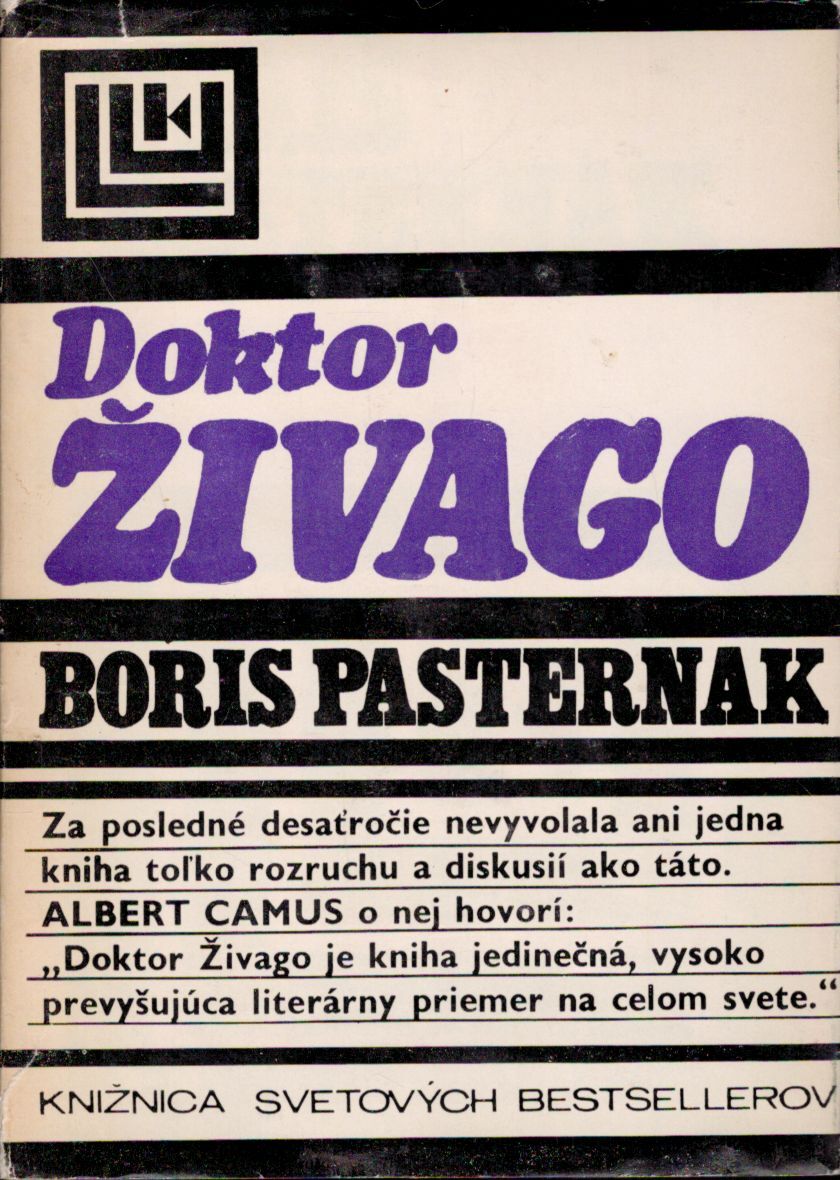 Doktor
ŽIVAGO
BORIS PASTERNAK
Za posledné desaťročie nevyvolala ani jedna
kniha toľko rozruchu a diskusií ako táto.
ALBERT CAMUS o nej hovorí:
„Doktor Živago je kniha jedinečná, vysoko
prevyšujúca literárny priemer na celom svete.“
KNIŽNICA SVETOVÝCH BESTSELLEROV